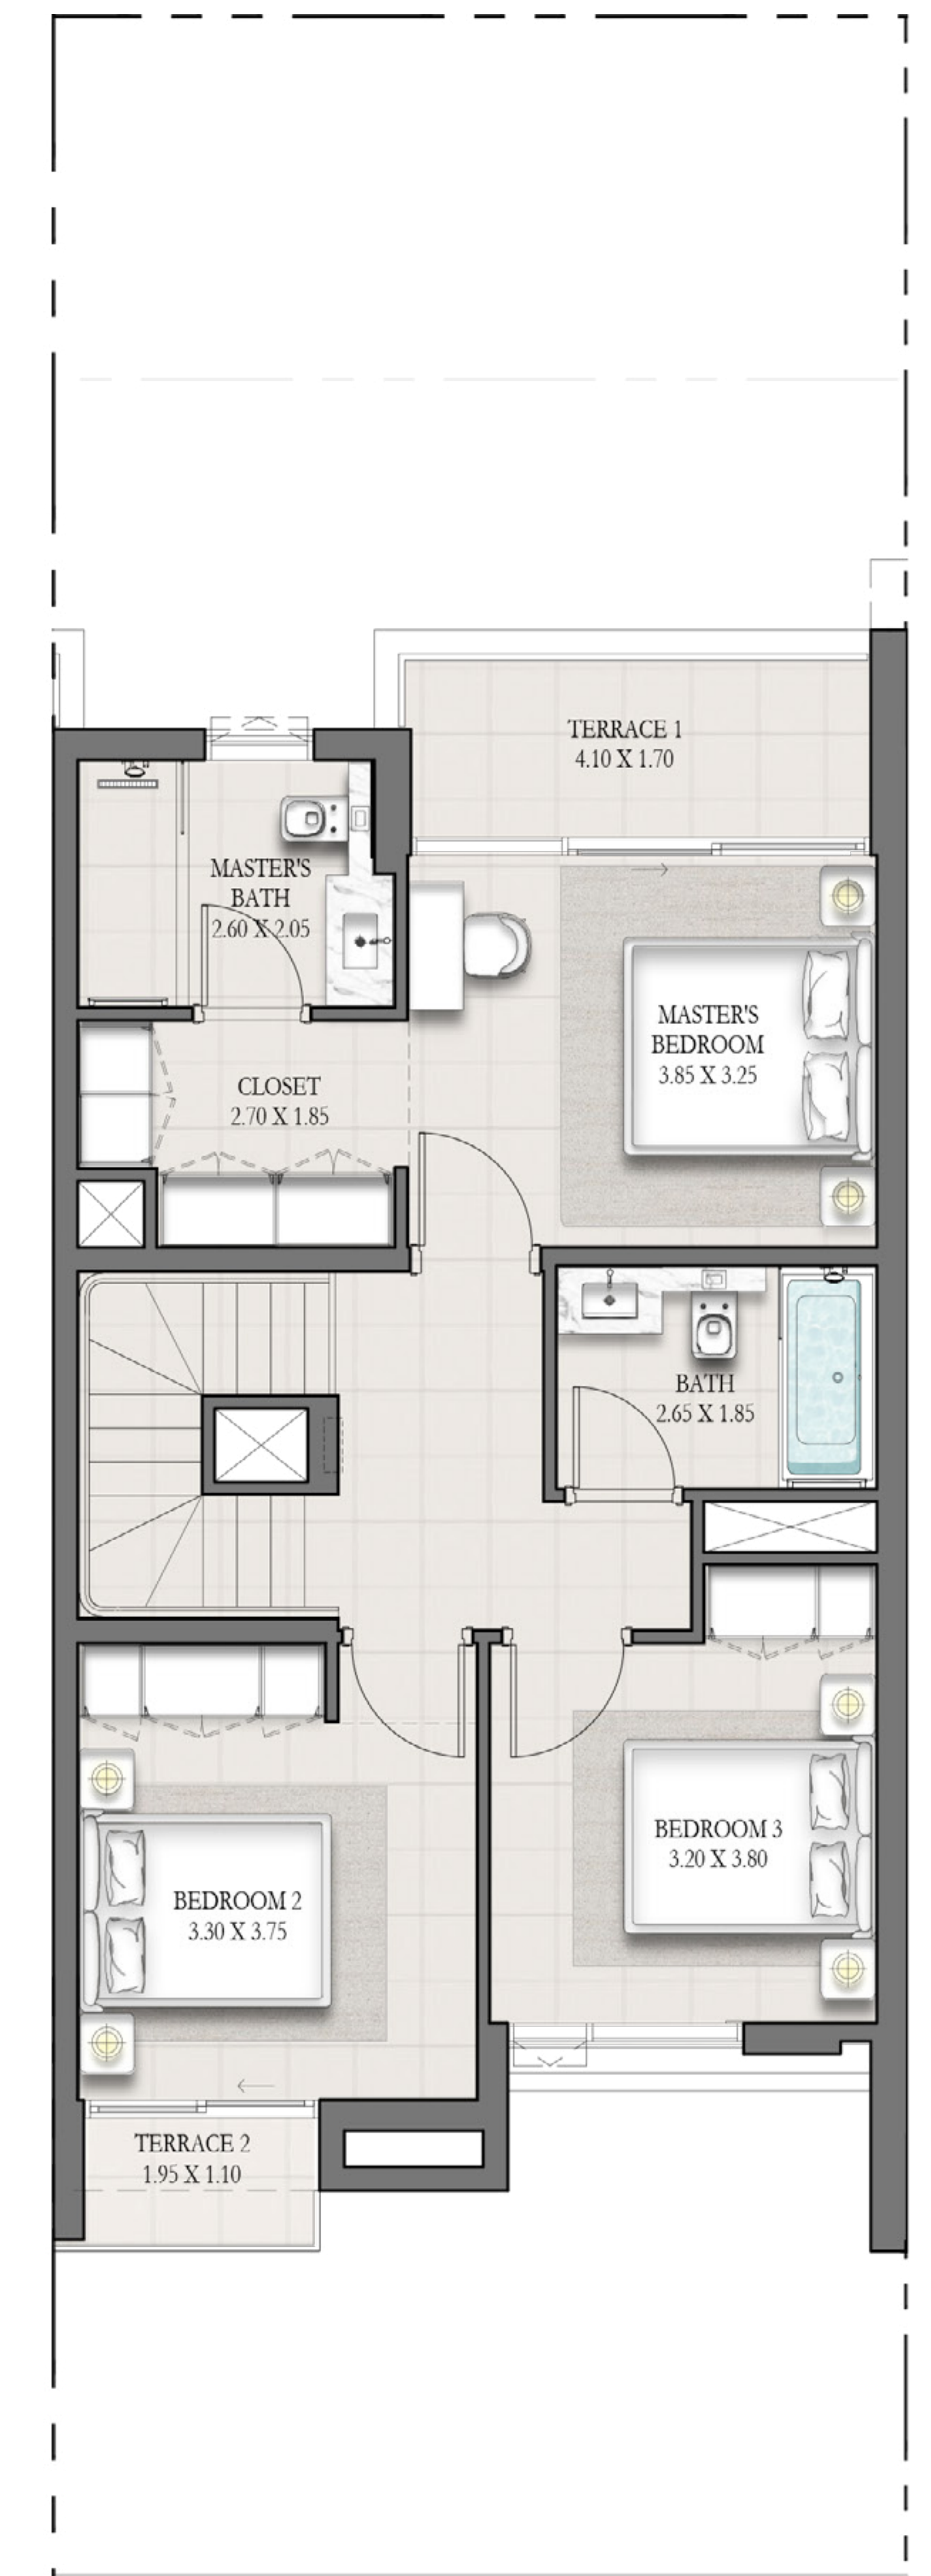 TERRACE 1
4.10 X 1.70
MASTER'S
BATH
2.60 X 2.05
MASTER'S
BEDROOM
3.85 X 3.25
CLOSET
2.70 X 1.85
BATH
2.65 X 1.85
BEDROOM 3
3.20 X 3.80
BEDROOM 2
3.30 X 3.75
TERRACE 2
1.95 X 1.10